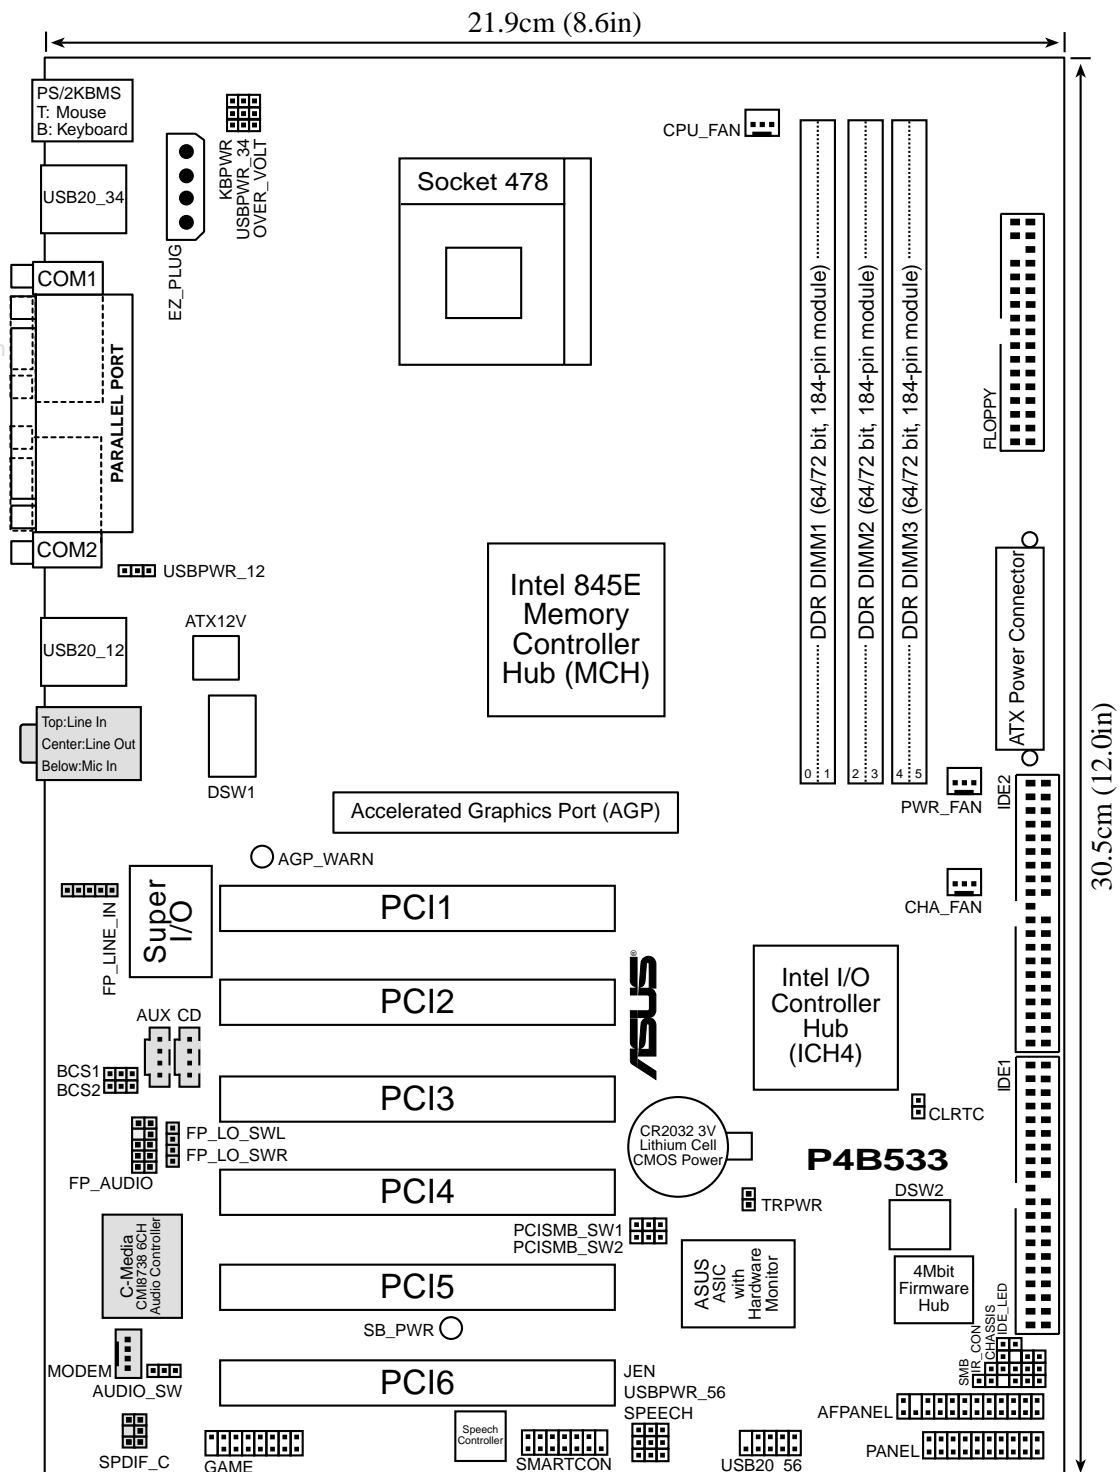 21.9cm (8.6in)
PS/2KBMS
T: Mouse
B: Keyboard
USB20_34
COM1
PARALLEL PORT
COM2
EZ_PLUG
KBPWR
USBPWR_34
OVER_VOLT
CPU_FAN
Socket 478
DDR DIMM1 (64/72 bit, 184-pin module)
DDR DIMM2 (64/72 bit, 184-pin module)
DDR DIMM3 (64/72 bit, 184-pin module)
0 1
2 3
4 5
FLOPPY
ATX Power Connector
30.5cm (12.0in)
USBPWR_12
USB20_12
ATX12V
Intel 845E
Memory
Controller
Hub (MCH)
Top:Line In
Center:Line Out
Below:Mic In
DSW1
Accelerated Graphics Port (AGP)
AGP_WARN
PWR_FAN
IDE2
CHA_FAN
FP_LINE_IN
Super
I/O
PCI1
PCI2
ASUS®
Intel I/O
Controller
Hub
(ICH4)
AUX CD
BCS1
BCS2
PCI3
IDE1
CLRTC
CR2032 3V
Lithium Cell
CMOS Power
P4B533
FP_LO_SWL
FP_LO_SWR
FP_AUDIO
PCI4
TRPWR
DSW2
PCISMB_SW1
PCISMB_SW2
C-Media
CMI8738 6CH
Audio Controller
PCI5
ASUS
ASIC
with
Hardware
Monitor
4Mbit
Firmware
Hub
SB_PWR
SMB
IR_CON
CHASSIS
IDE_LED
MODEM
AUDIO_SW
PCI6
JEN
USBPWR_56
SPEECH
AFPANEL
SPDIF_C
GAME
Speech
Controller
SMARTCON
USB20_56
PANEL